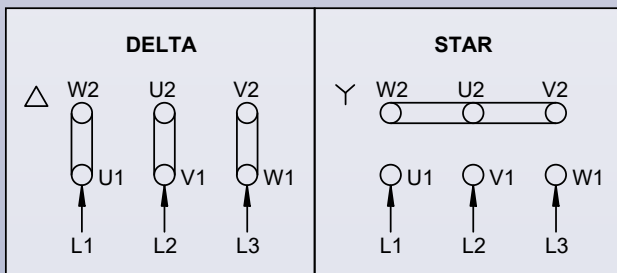 DELTA
W2 U2 V2
U1 V1 W1
L1 L2 L3
STAR
W2 U2 V2
U1 V1 W1
L1 L2 L3